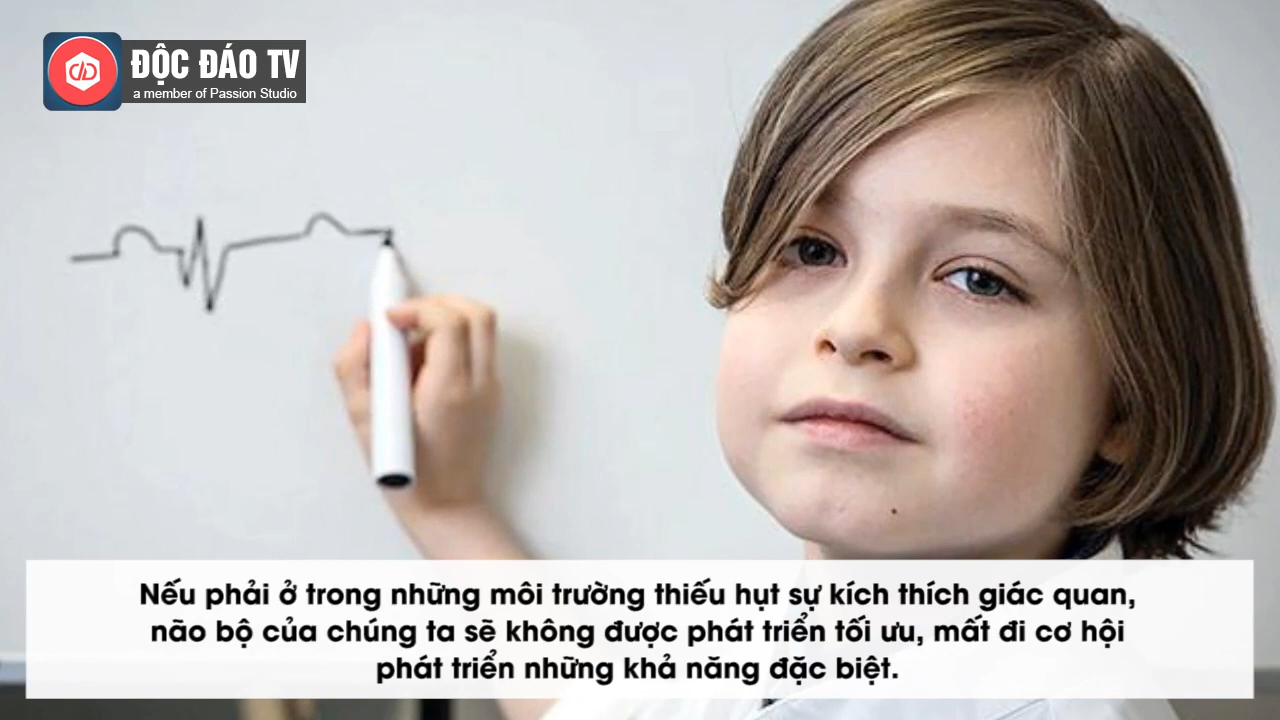 ĐỘC ĐÁO TV
a member of Passion Studio
Nếu phải ở trong những môi trường thiếu hụt sự kích thích giác quan,
não bộ của chúng ta sẽ không được phát triển tối ưu, mất đi cơ hội
phát triển những khả năng đặc biệt.